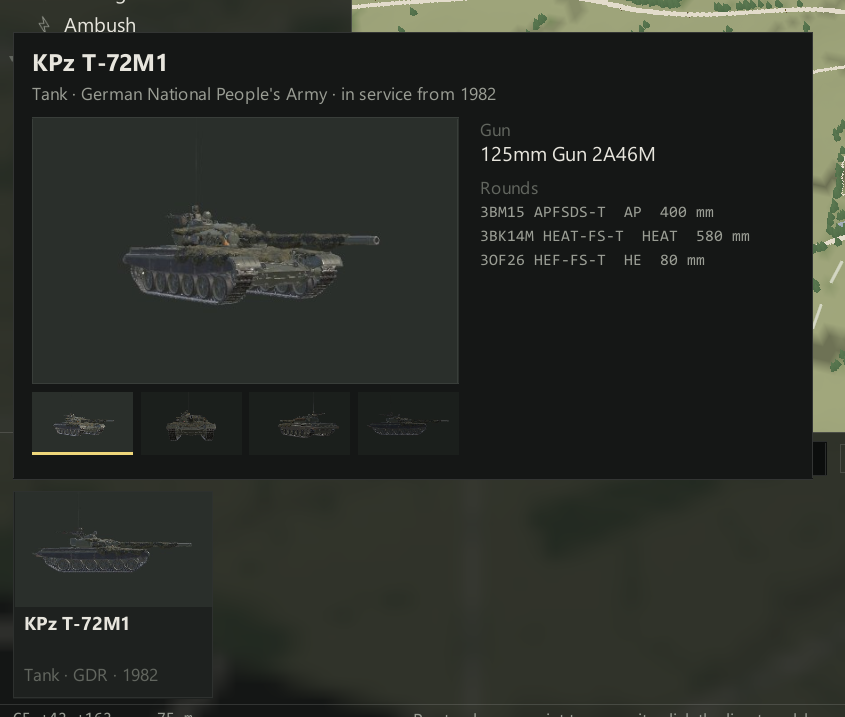 Ambush
KPz T-72M1
Tank · German National People's Army · in service from 1982
Gun
125mm Gun 2A46M
Rounds
3BM15 APFSDS-T AP 400 mm
3BK14M HEAT-FS-T HEAT 580 mm
3OF26 HEF-FS-T HE 80 mm
KPz T-72M1
Tank · GDR · 1982